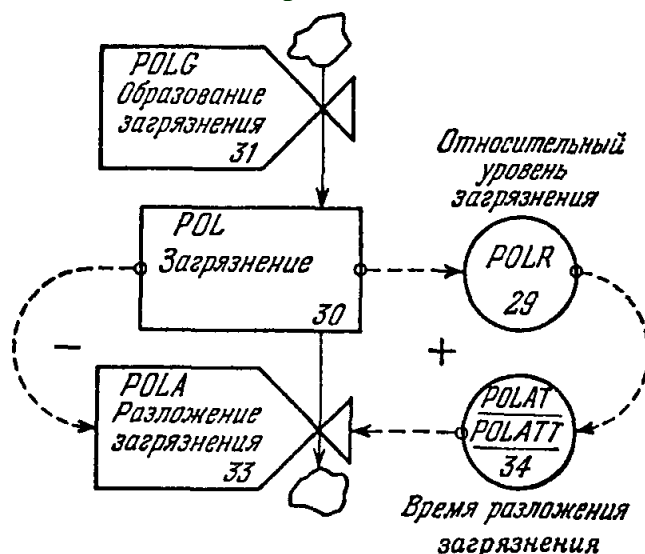 POLG
Образование
загрязнения
31
Относительный
уровень
загрязнения
POL
Загрязнение
30
POLR
29
−
+
POLA
Разложение
загрязнения
33
POLAT
POLATT
34
Время разложения
загрязнения